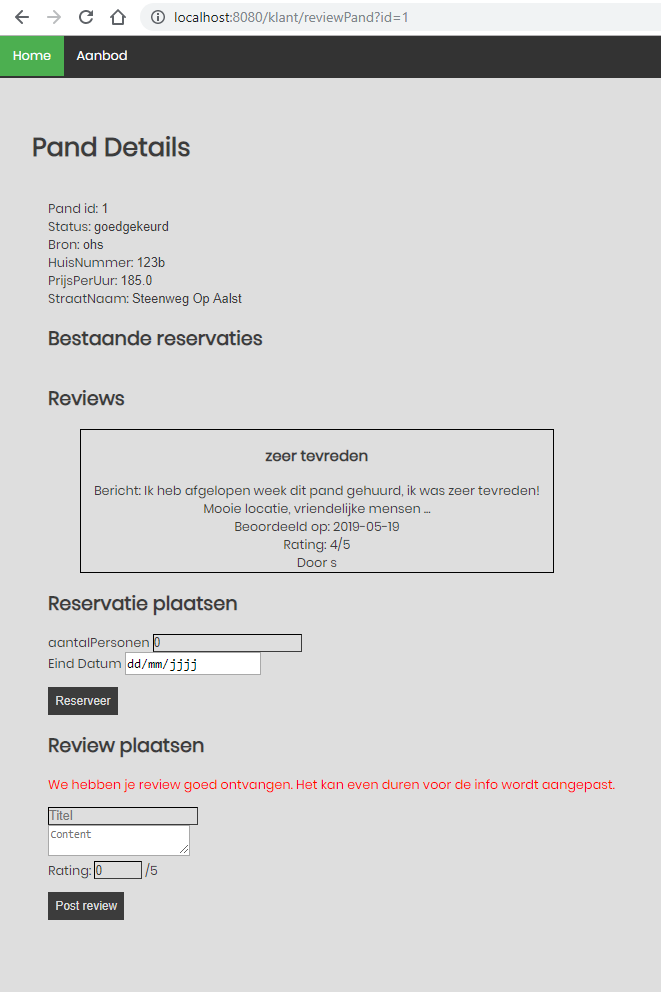 localhost:8080/klant/reviewPand?id=1
Home Aanbod
Pand Details
Pand id: 1
Status: goedgekeurd
Bron: ohs
HuisNummer: 123b
PrijsPerUur: 185.0
StraatNaam: Steenweg Op Aalst
Bestaande reservaties
Reviews
zeer tevreden
Bericht: Ik heb afgelopen week dit pand gehuurd, ik was zeer tevreden!
Mooie locatie, vriendelijke mensen ...
Beoordeeld op: 2019-05-19
Rating: 4/5
Door s
Reservatie plaatsen
aantalPersonen 0
Eind Datum dd/mm/jjjj
Reserveer
Review plaatsen
We hebben je review goed ontvangen. Het kan even duren voor de info wordt aangepast.
Titel
Content
Rating: 0 /5
Post review